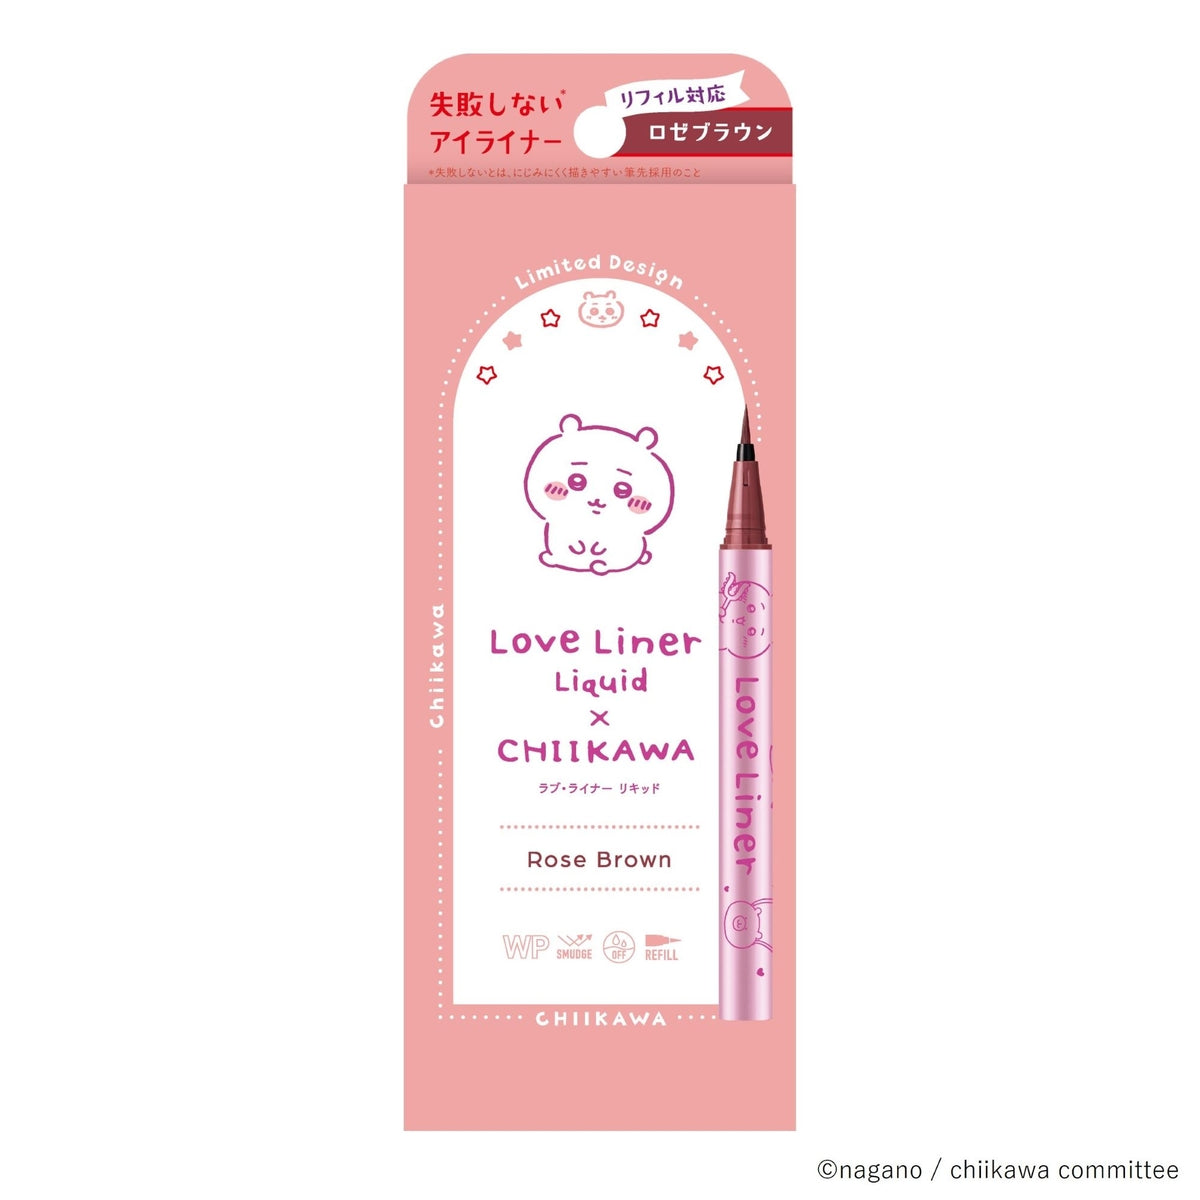 失敗しない*
アイライナー
リフィル対応
ロゼブラウン
*失敗しないとは、にじみにくく描きやすい筆先採用のこと
Limited Design
Chiikawa
Love Liner
Liquid
×
CHIIKAWA
ラブ・ライナー リキッド
Rose Brown
WP
SMUDGE
OFF
REFILL
Love Liner
CHIIKAWA
©nagano / chiikawa committee